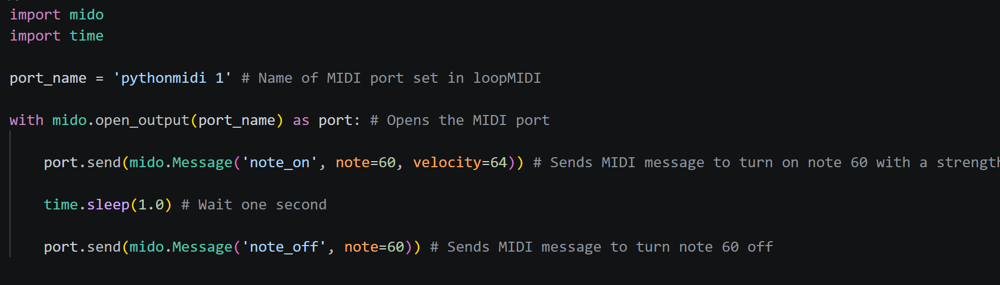 import mido
import time
port_name = 'pythonmidi 1' # Name of MIDI port set in loopMIDI
with mido.open_output(port_name) as port: # Opens the MIDI port
port.send(mido.Message('note_on', note=60, velocity=64)) # Sends MIDI message to turn on note 60 with a strength
time.sleep(1.0) # Wait one second
port.send(mido.Message('note_off', note=60)) # Sends MIDI message to turn note 60 off